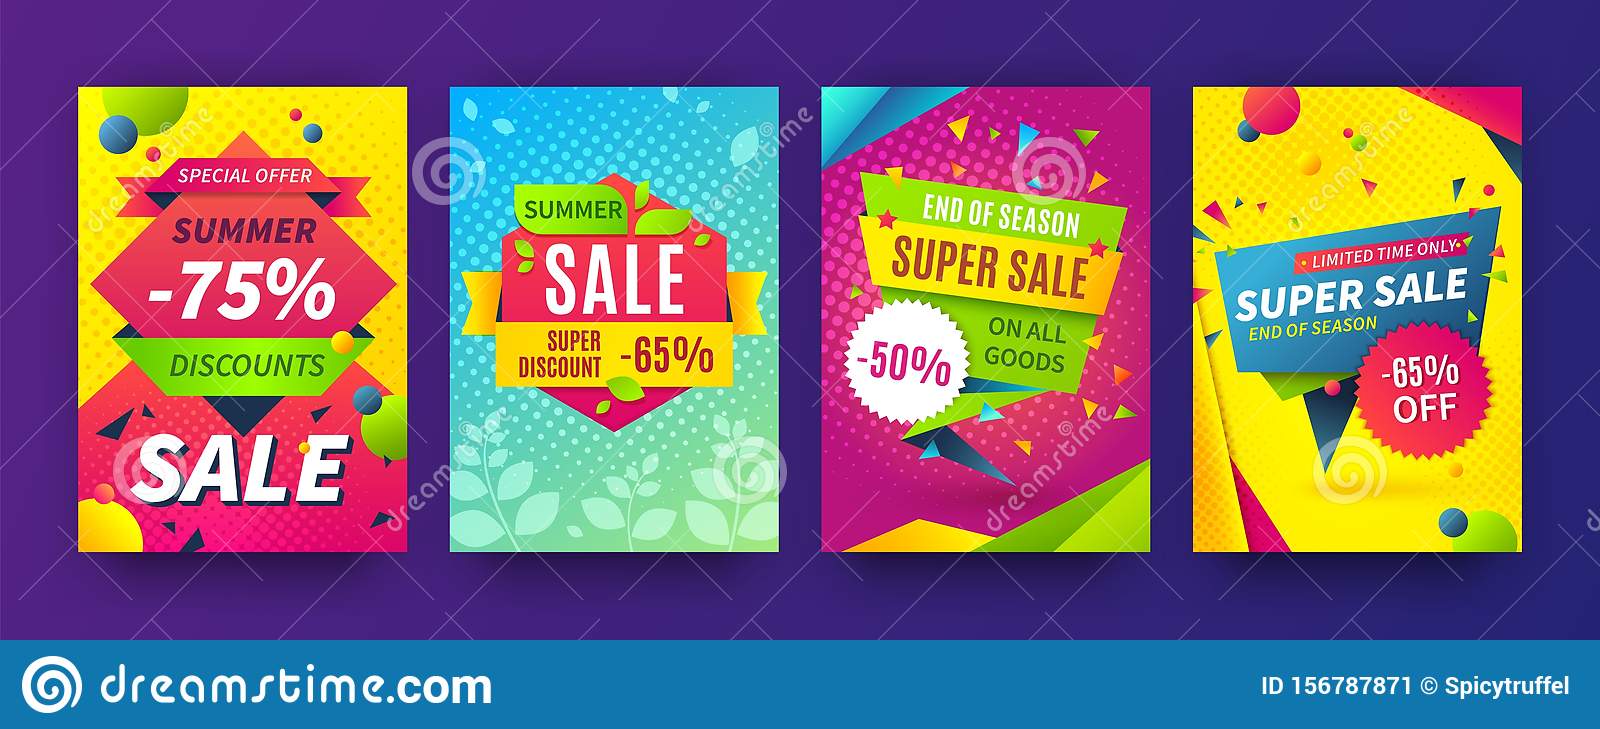 SPECIAL OFFER
SUMMER
-75%
DISCOUNTS
SALE
SUMMER
SALE
SUPER
DISCOUNT
-65%
END OF SEASON
SUPER SALE
ON ALL
GOODS
-50%
LIMITED TIME ONLY
SUPER SALE
END OF SEASON
-65%
OFF
dreamstime.com
ID 156787871 © Spicytruffel